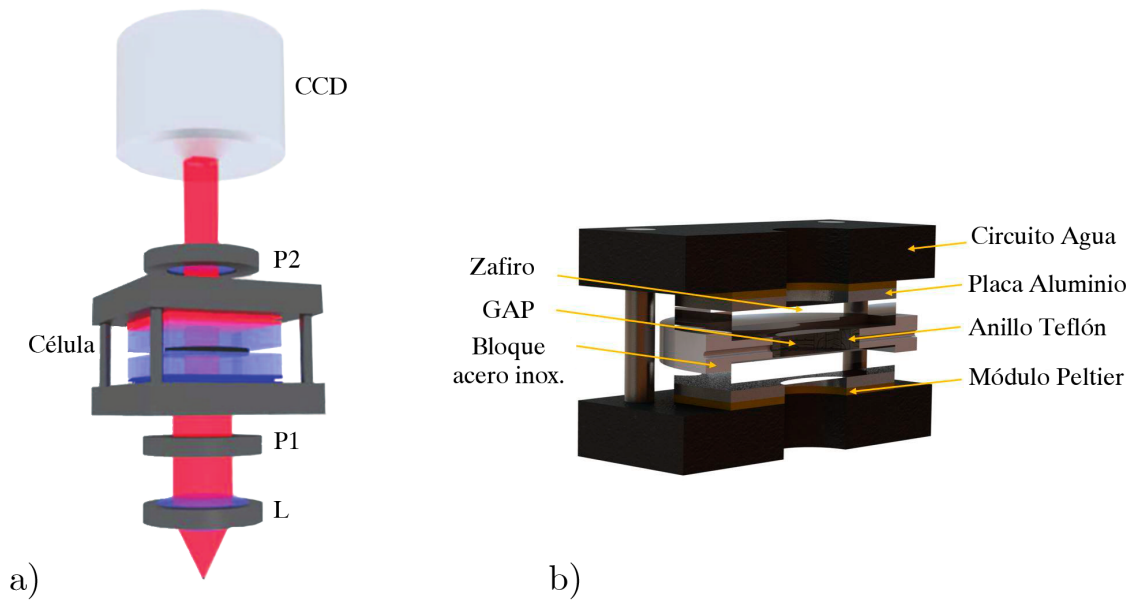 CCD
P2
Célula
P1
L
a)
Zafiro
GAP
Bloque
acero inox.
Circuito Agua
Placa Aluminio
Anillo Teflón
Módulo Peltier
b)